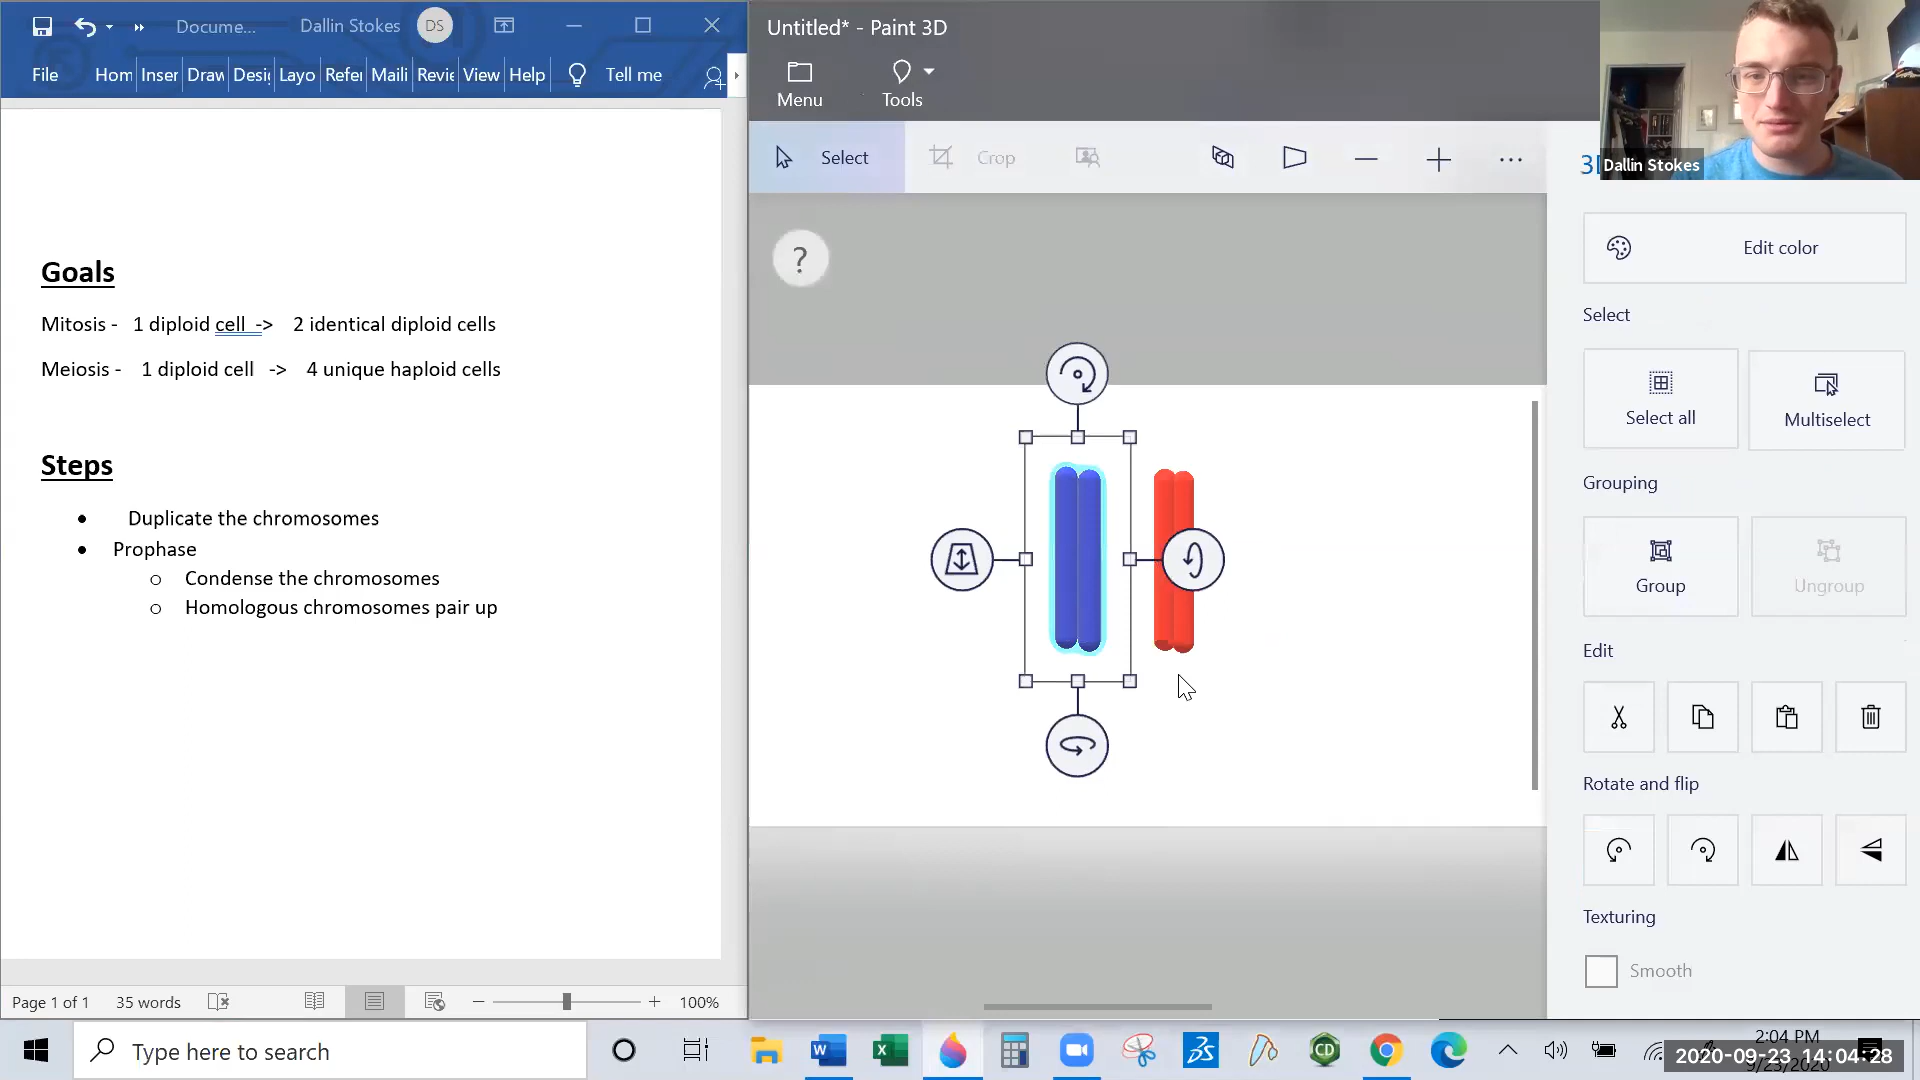 Docume...
Dallin Stokes
DS
File
Hom
Inser
Draw
Desi
Layo
Refer
Maili
Revie
View
Help
Tell me
Goals
Mitosis - 1 diploid cell -> 2 identical diploid cells
Meiosis - 1 diploid cell -> 4 unique haploid cells
Steps
Duplicate the chromosomes
Prophase
Condense the chromosomes
Homologous chromosomes pair up
Page 1 of 1
35 words
100%
Untitled* - Paint 3D
Menu
Tools
Select
Crop
?
Dallin Stokes
Edit color
Select
Select all
Multiselect
Grouping
Group
Ungroup
Edit
Rotate and flip
Texturing
Smooth
Type here to search
2:04 PM
2020-09-23 14:04:28